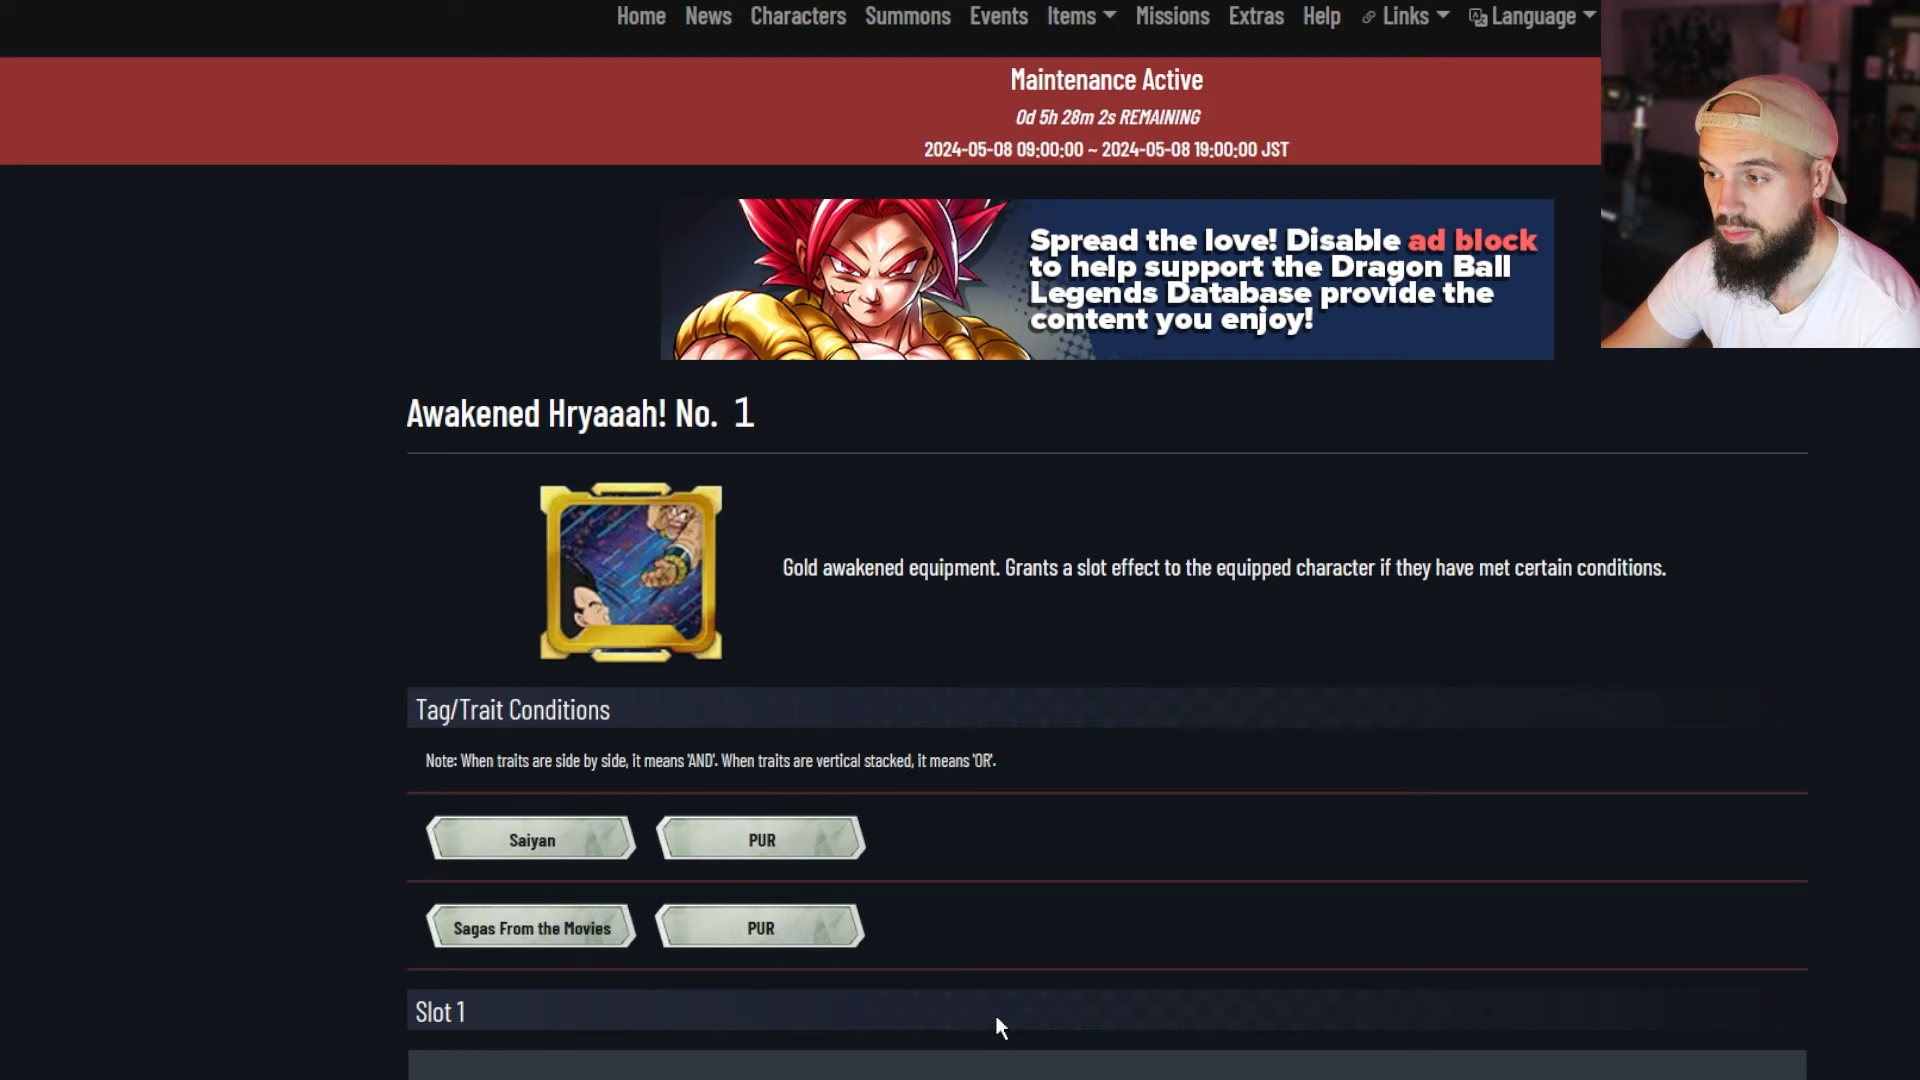 Home News Characters Summons Events Items Missions Extras Help Links Language
Maintenance Active
0d 5h 28m 2s REMAINING
2024-05-08 09:00:00 ~ 2024-05-08 19:00:00 JST
Spread the love! Disable ad block
to help support the Dragon Ball
Legends Database provide the
content you enjoy!
Awakened Hryaaah! No. 1
Gold awakened equipment. Grants a slot effect to the equipped character if they have met certain conditions.
Tag/Trait Conditions
Note: When traits are side by side, it means 'AND'. When traits are vertical stacked, it means 'OR'.
Saiyan PUR
Sagas From the Movies PUR
Slot 1